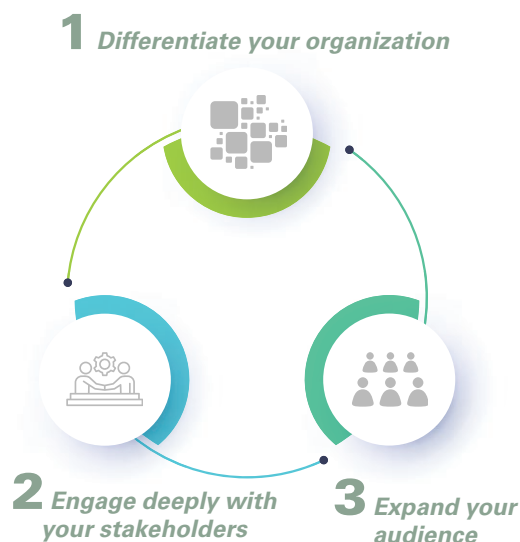 1 Differentiate your organization
2 Engage deeply with
your stakeholders
3 Expand your
audience